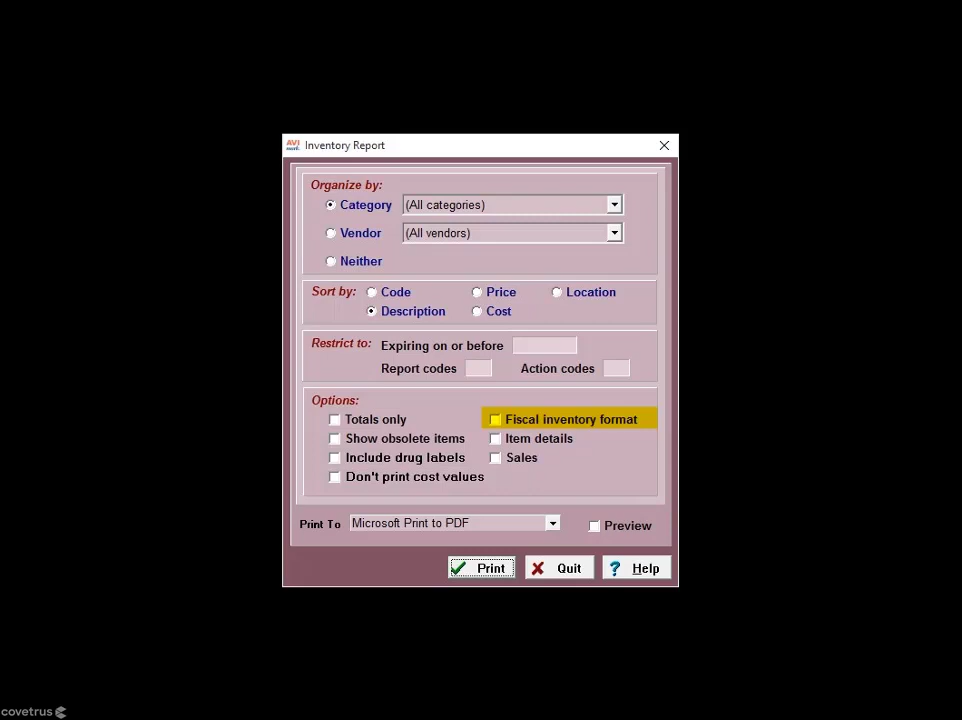 AVI
mark
Inventory Report
Organize by:
Category (All categories)
Vendor (All vendors)
Neither
Sort by: Code Price Location
Description Cost
Restrict to: Expiring on or before
Report codes Action codes
Options:
Totals only Fiscal inventory format
Show obsolete items Item details
Include drug labels Sales
Don't print cost values
Print To Microsoft Print to PDF Preview
Print Quit ? Help
covetrus